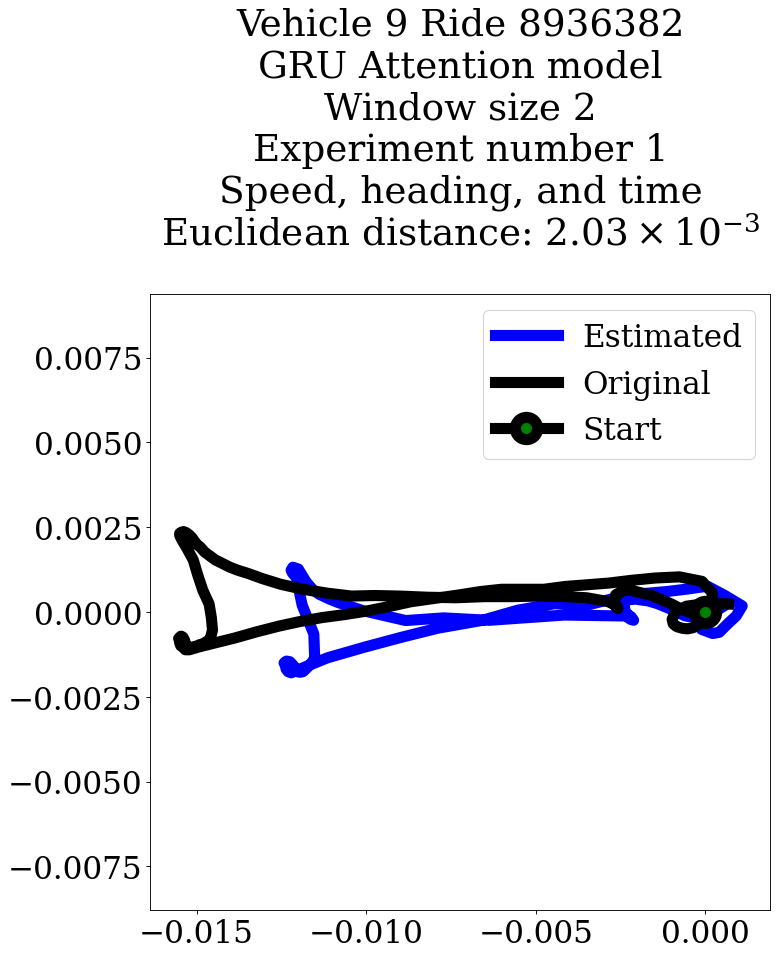 Vehicle 9 Ride 8936382
GRU Attention model
Window size 2
Experiment number 1
Speed, heading, and time
Euclidean distance: 2.03 × 10⁻³
Estimated
Original
Start
0.0075
0.0050
0.0025
0.0000
−0.0025
−0.0050
−0.0075
−0.015
−0.010
−0.005
0.000